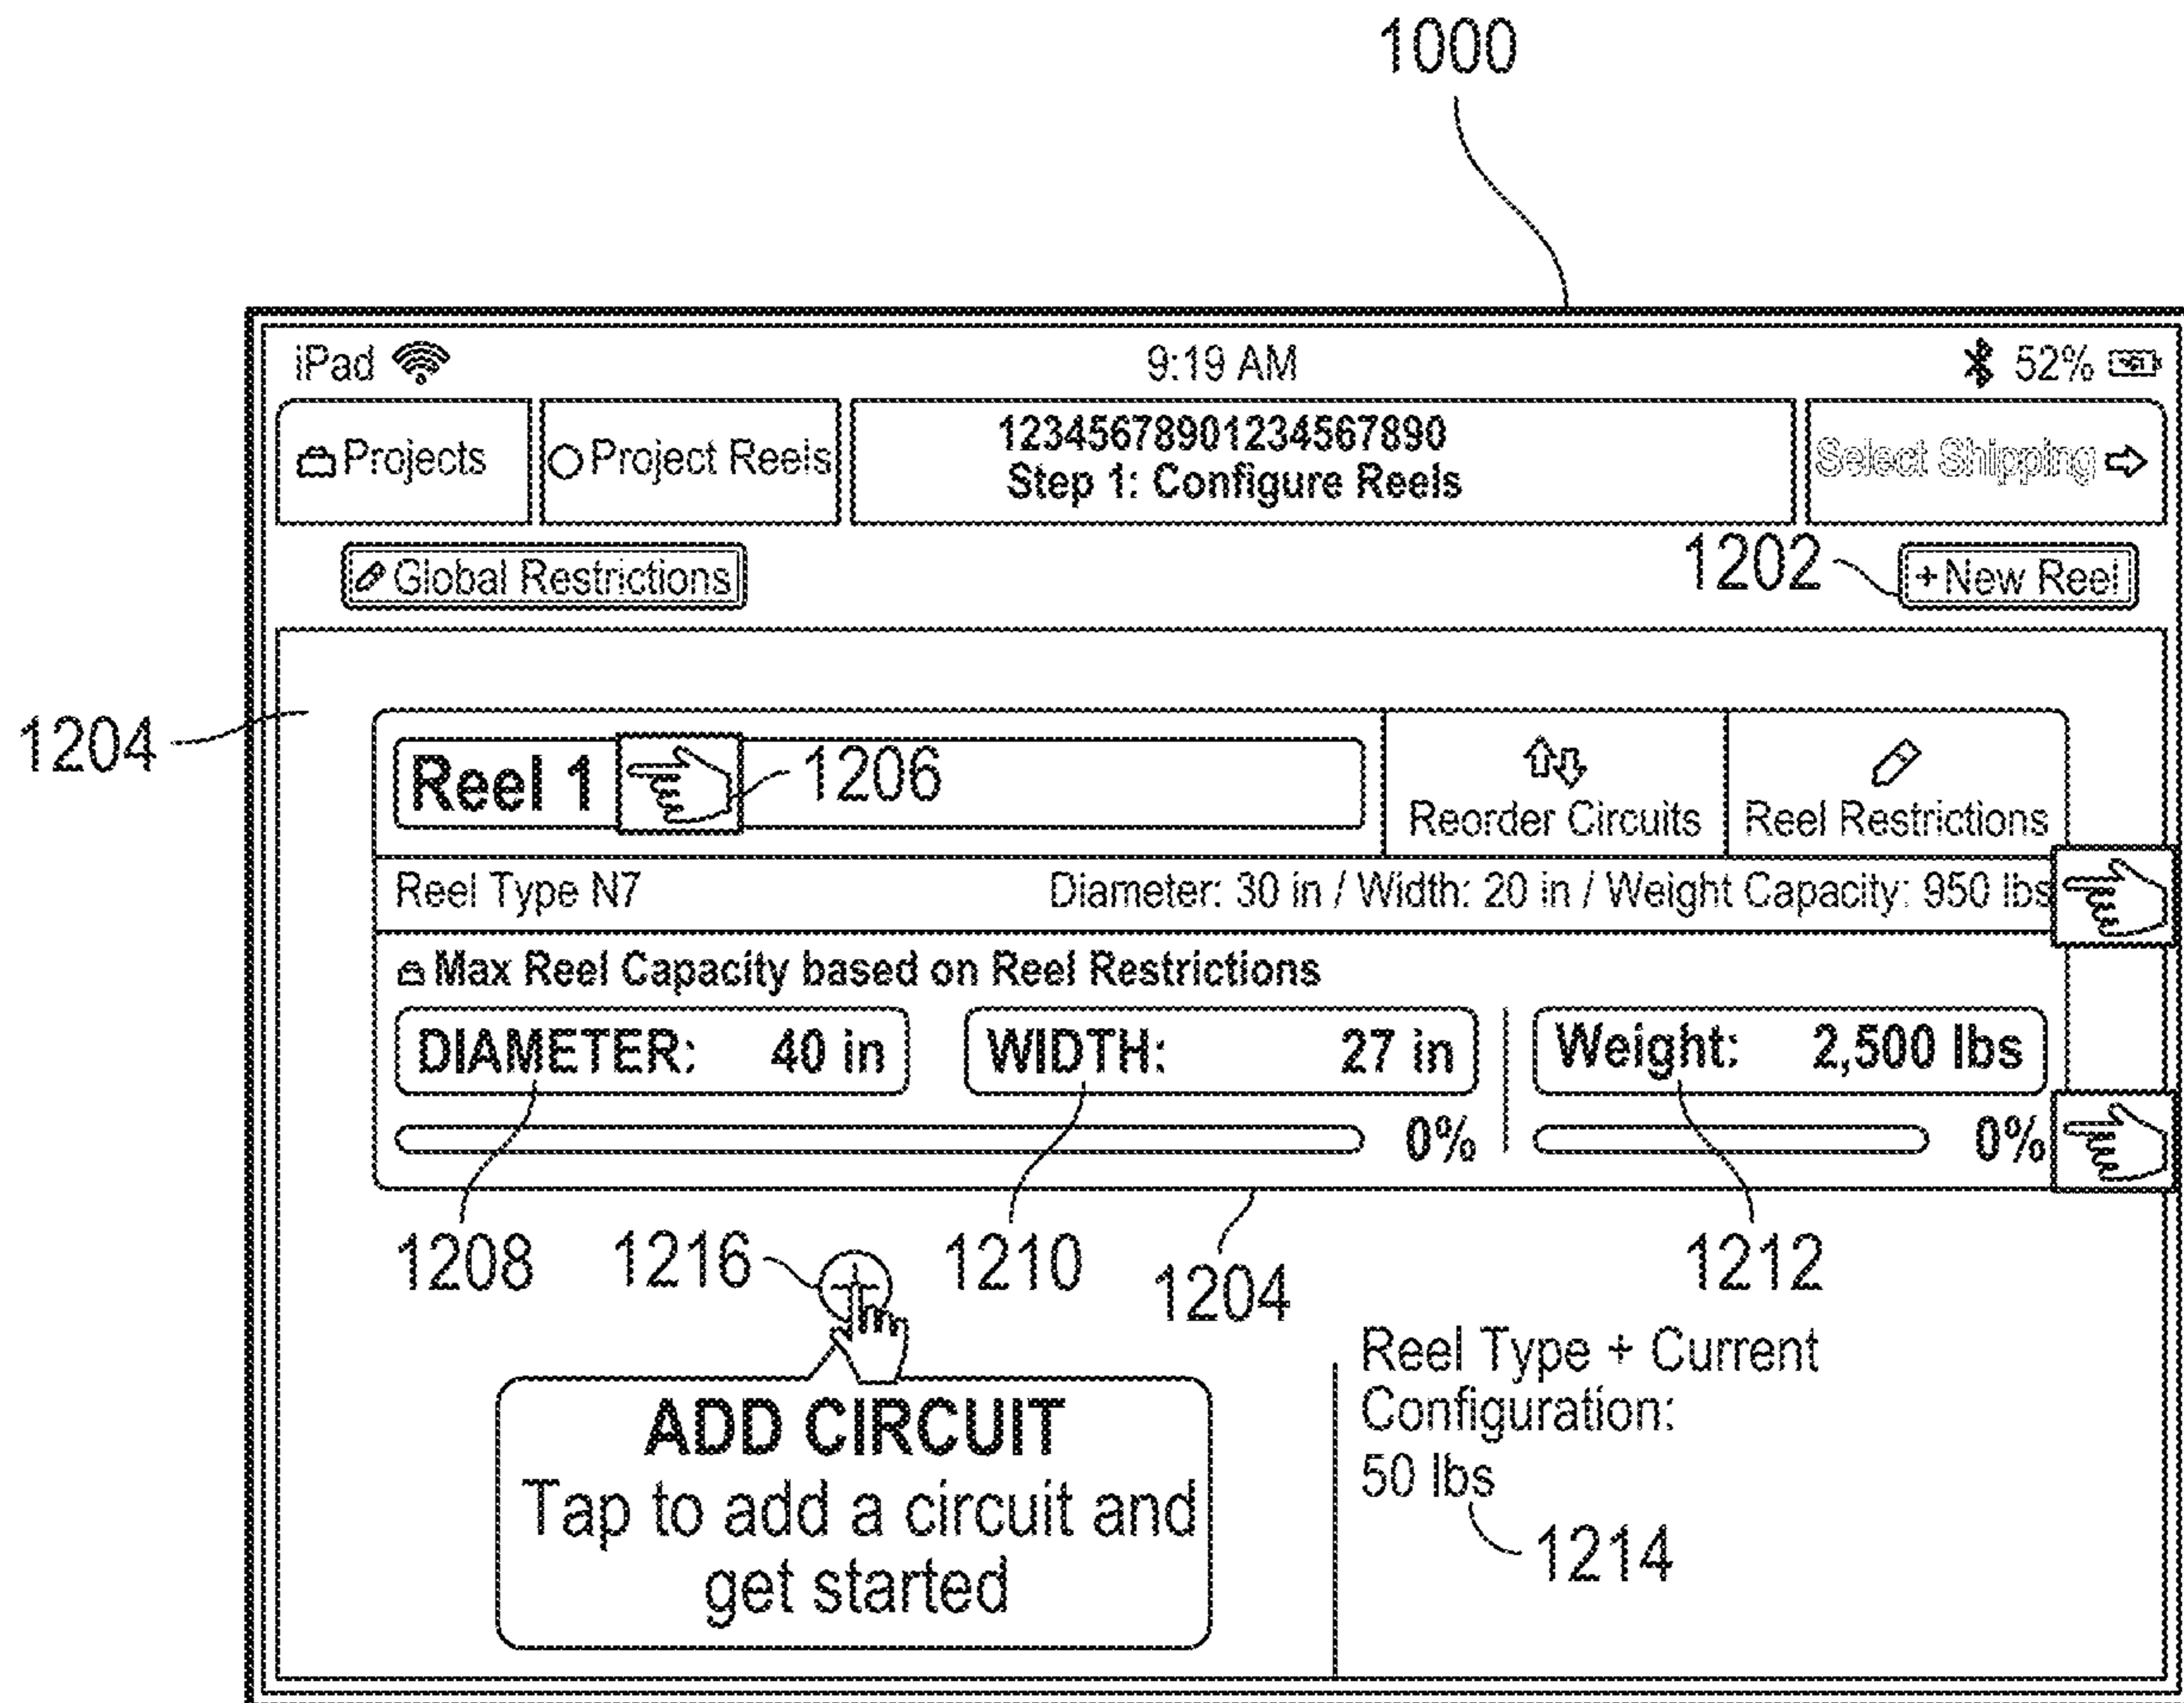 1000
iPad 9:19 AM 52%
Projects Project Reels 12345678901234567890 Select Shipping
Step 1: Configure Reels
Global Restrictions 1202 +New Reel
1204
Reel 1 1206 Reorder Circuits Reel Restrictions
Reel Type N7 Diameter: 30 in / Width: 20 in / Weight Capacity: 950 lbs
Max Reel Capacity based on Reel Restrictions
DIAMETER: 40 in WIDTH: 27 in Weight: 2,500 lbs
0% 0%
1208 1216 1210 1204 1212
ADD CIRCUIT
Tap to add a circuit and
get started
Reel Type + Current
Configuration:
50 lbs
1214